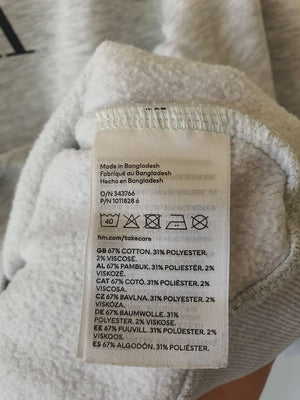 Made in Bangladesh
Fabriqué au Bangladesh
Hecho en Bangladesh
O/N 343766
P/N 1011828 6
40
hm.com/takecare
GB 67% COTTON. 31% POLYESTER.
2% VISCOSE.
AL 67% PAMBUK. 31% POLIESTËR. 2%
VISKOZË.
CAT 67% COTÓ. 31% POLIÈSTER. 2%
VISCOSA.
CZ 67% BAVLNA. 31% POLYESTER. 2%
VISKÓZA.
DE 67% BAUMWOLLE. 31%
POLYESTER. 2% VISKOSE.
EE 67% PUUVILL. 31% POLÜESTER. 2%
VISKOOS.
ES 67% ALGODÓN. 31% POLIÉSTER. 2%